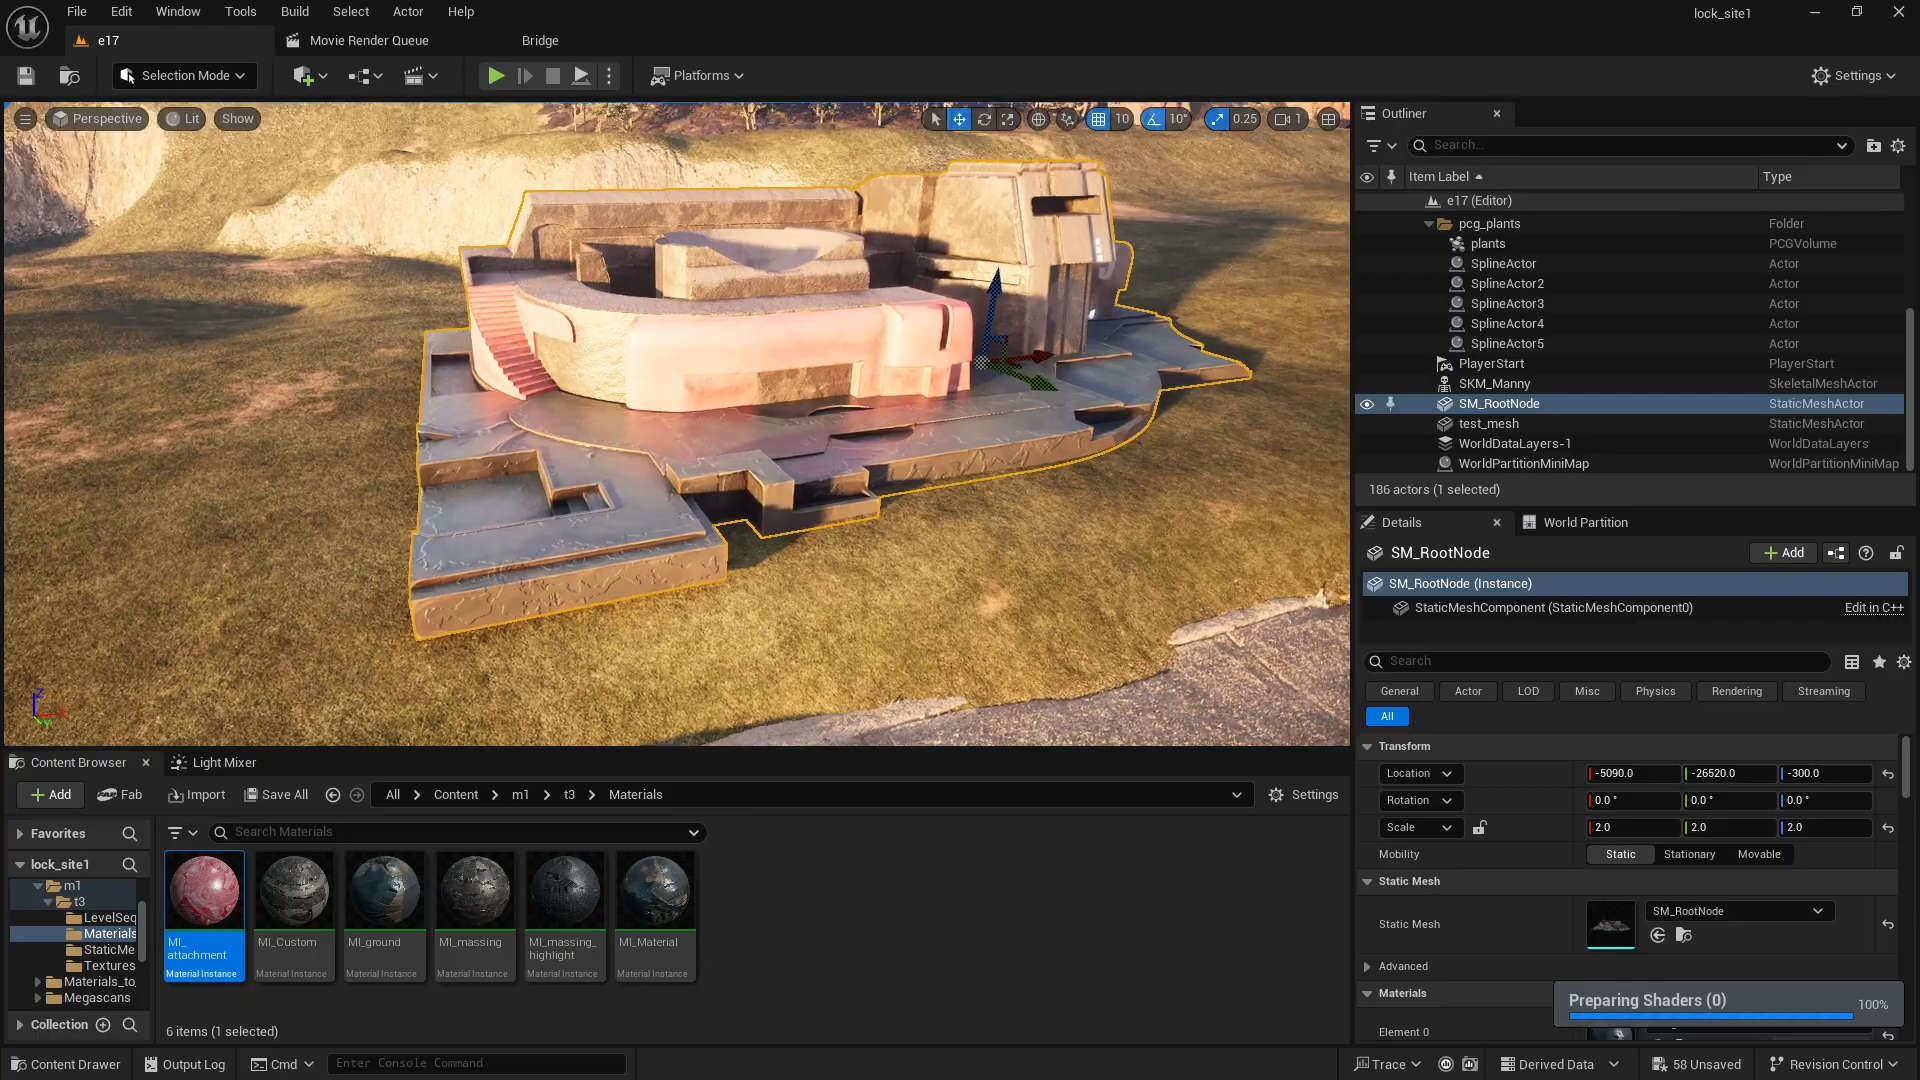 File Edit Window Tools Build Select Actor Help
lock_site1
e17
Movie Render Queue
Bridge
Selection Mode
Platforms
Settings
Perspective
Lit
Show
10
10°
0.25
1
Outliner
Search...
Item Label
Type
e17 (Editor)
pcg_plants Folder
plants PCGVolume
SplineActor Actor
SplineActor2 Actor
SplineActor3 Actor
SplineActor4 Actor
SplineActor5 Actor
PlayerStart PlayerStart
SKM_Manny SkeletalMeshActor
SM_RootNode StaticMeshActor
test_mesh StaticMeshActor
WorldDataLayers-1 WorldDataLayers
WorldPartitionMiniMap WorldPartitionMiniMap
186 actors (1 selected)
Details
World Partition
SM_RootNode
Add
SM_RootNode (Instance)
StaticMeshComponent (StaticMeshComponent0)
Edit in C++
Search
General Actor LOD Misc Physics Rendering Streaming
All
Transform
Location -5090.0 -26520.0 -300.0
Rotation 0.0 ° 0.0 ° 0.0 °
Scale 2.0 2.0 2.0
Mobility Static Stationary Movable
Static Mesh
Static Mesh SM_RootNode
Advanced
Materials
Element 0
Preparing Shaders (0)
100%
Content Browser
Light Mixer
Add Fab Import Save All
All > Content > m1 > t3 > Materials
Settings
Favorites
Search Materials
lock_site1
m1
t3
LevelSeq
Materials
StaticMe
Textures
Materials_to
Megascans
Collection
MI_
attachment
Material Instance
MI_Custom
Material Instance
MI_ground
Material Instance
MI_massing
Material Instance
MI_massing_
highlight
Material Instance
MI_Material
Material Instance
6 items (1 selected)
Content Drawer
Output Log
Cmd
Enter Console Command
Trace
Derived Data
58 Unsaved
Revision Control